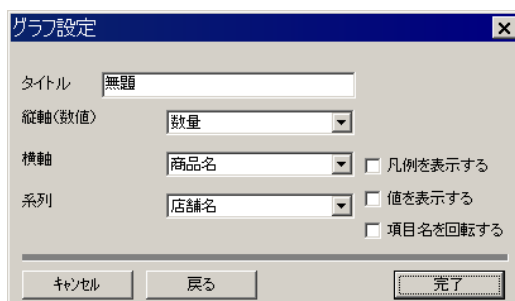 グラフ設定
タイトル 無題
縦軸(数値) 数量
横軸 商品名 凡例を表示する
系列 店舗名 値を表示する
項目名を回転する
キャンセル 戻る 完了